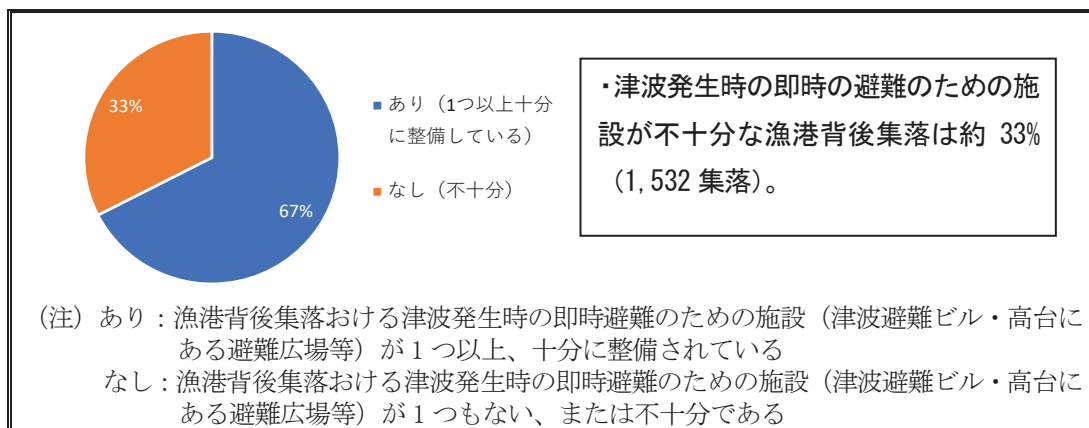 33%
67%
■ あり（1つ以上十分
に整備している）
■ なし（不十分）
・津波発生時の即時の避難のための施
設が不十分な漁港背後集落は約 33%
（1,532 集落）。
（注）あり：漁港背後集落おける津波発生時の即時避難のための施設（津波避難ビル・高台に
ある避難広場等）が１つ以上、十分に整備されている
なし：漁港背後集落おける津波発生時の即時避難のための施設（津波避難ビル・高台に
ある避難広場等）が１つもない、または不十分である